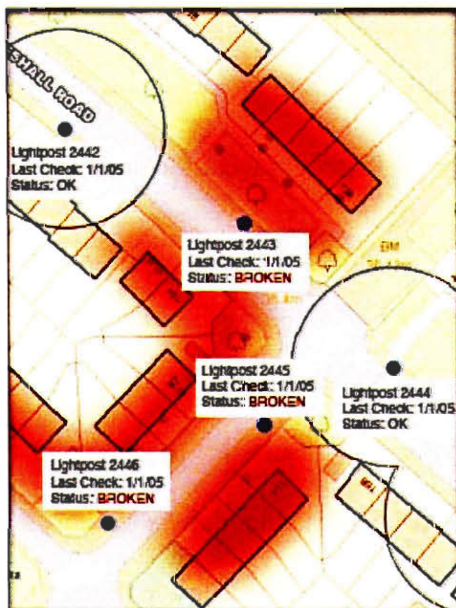 SHALL ROAD
Lightpost 2442
Last Check: 1/1/05
Status: OK
Lightpost 2443
Last Check: 1/1/05
Status: BROKEN
BM
Lightpost 2445
Last Check: 1/1/05
Status: BROKEN
Lightpost 2444
Last Check: 1/1/05
Status: OK
Lightpost 2446
Last Check: 1/1/05
Status: BROKEN